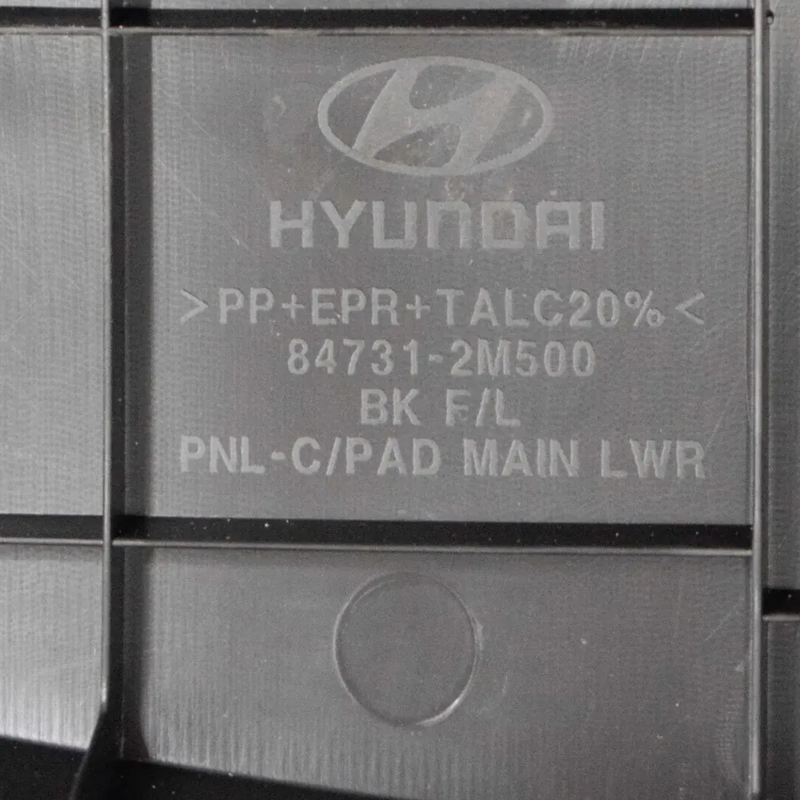 HYUNDAI
>PP+EPR+TALC20%<
84731-2M500
BK F/L
PNL-C/PAD MAIN LWR